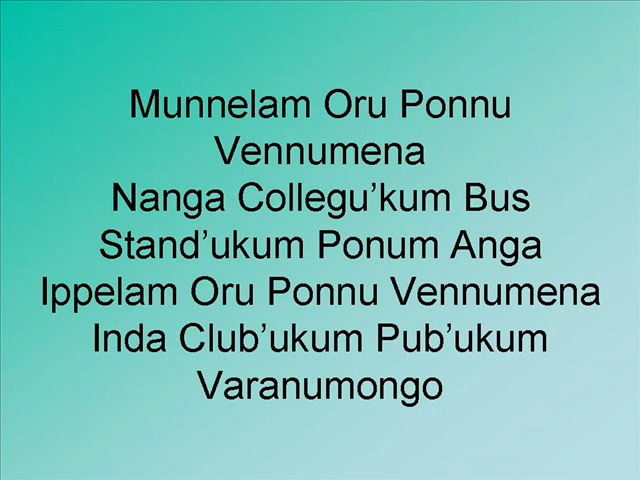 Munnelam Oru Ponnu
Vennumena
Nanga Collegu’kum Bus
Stand’ukum Ponum Anga
Ippelam Oru Ponnu Vennumena
Inda Club’ukum Pub’ukum
Varanumongo